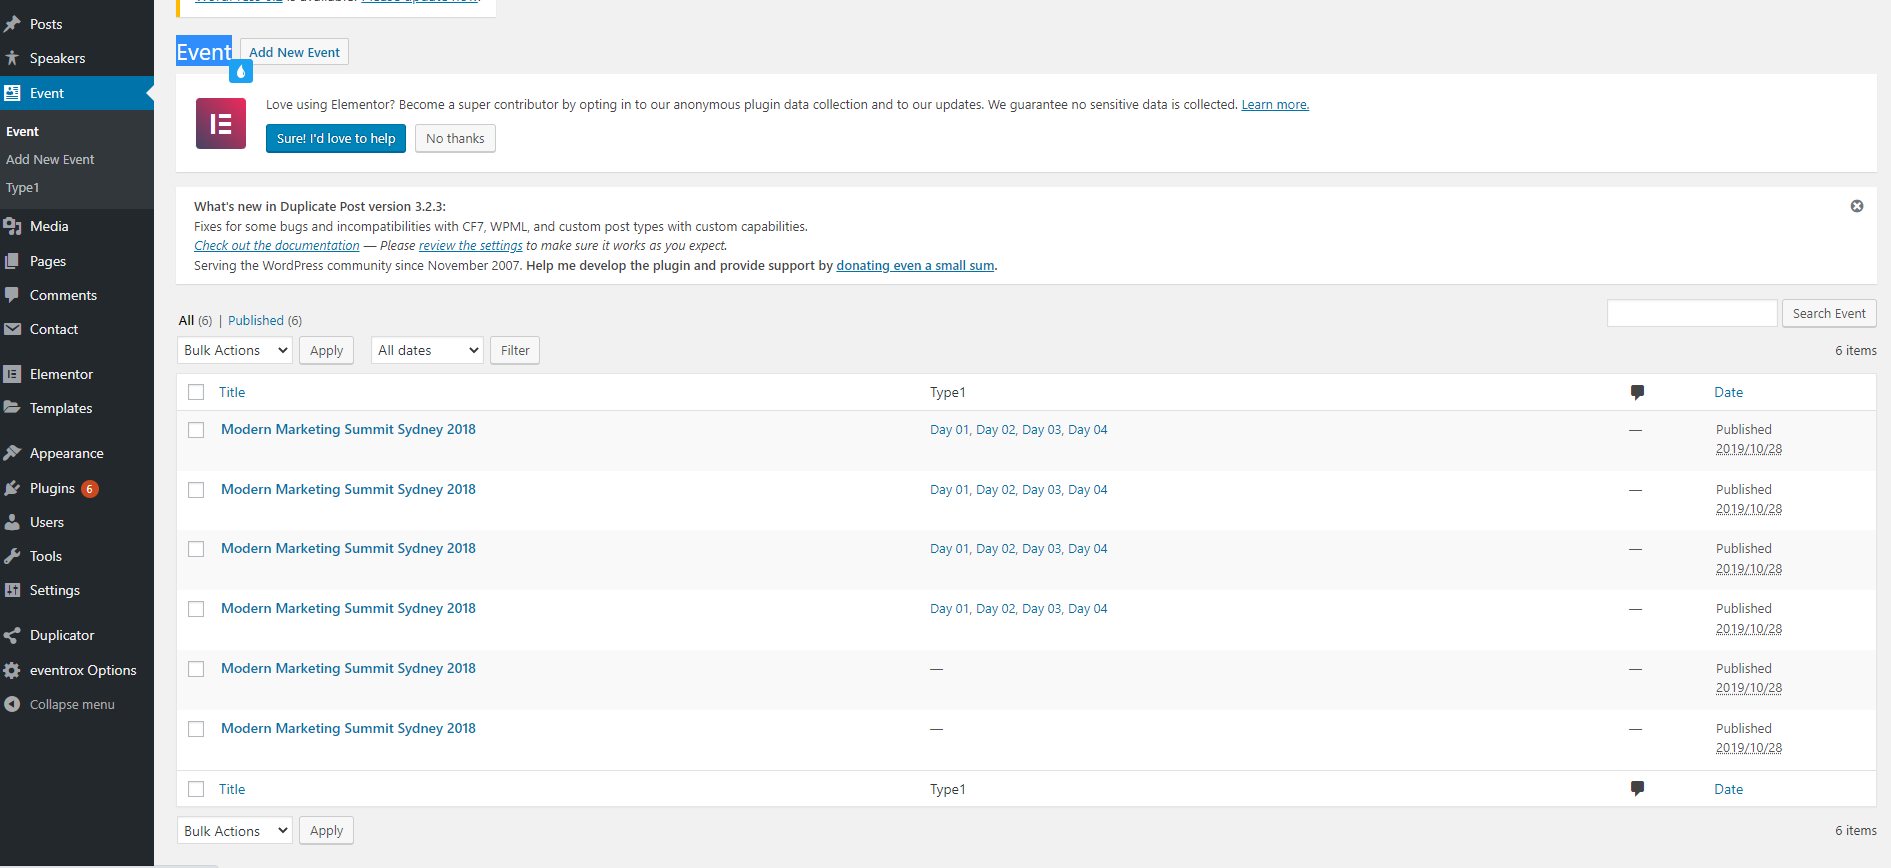 Posts
Speakers
Event
Event
Add New Event
Type1
Media
Pages
Comments
Contact
Elementor
Templates
Appearance
Plugins 6
Users
Tools
Settings
Duplicator
eventrox Options
Collapse menu
WordPress 6.2 is available! Please update now.
Event Add New Event
Love using Elementor? Become a super contributor by opting in to our anonymous plugin data collection and to our updates. We guarantee no sensitive data is collected. Learn more.
Sure! I'd love to help No thanks
What's new in Duplicate Post version 3.2.3:
Fixes for some bugs and incompatibilities with CF7, WPML, and custom post types with custom capabilities.
Check out the documentation — Please review the settings to make sure it works as you expect.
Serving the WordPress community since November 2007. Help me develop the plugin and provide support by donating even a small sum.
All (6) | Published (6)
Search Event
Bulk Actions Apply All dates Filter 6 items
Title Type1 Date
Modern Marketing Summit Sydney 2018 Day 01, Day 02, Day 03, Day 04 — Published
2019/10/28
Modern Marketing Summit Sydney 2018 Day 01, Day 02, Day 03, Day 04 — Published
2019/10/28
Modern Marketing Summit Sydney 2018 Day 01, Day 02, Day 03, Day 04 — Published
2019/10/28
Modern Marketing Summit Sydney 2018 Day 01, Day 02, Day 03, Day 04 — Published
2019/10/28
Modern Marketing Summit Sydney 2018 — — Published
2019/10/28
Modern Marketing Summit Sydney 2018 — — Published
2019/10/28
Title Type1 Date
Bulk Actions Apply 6 items